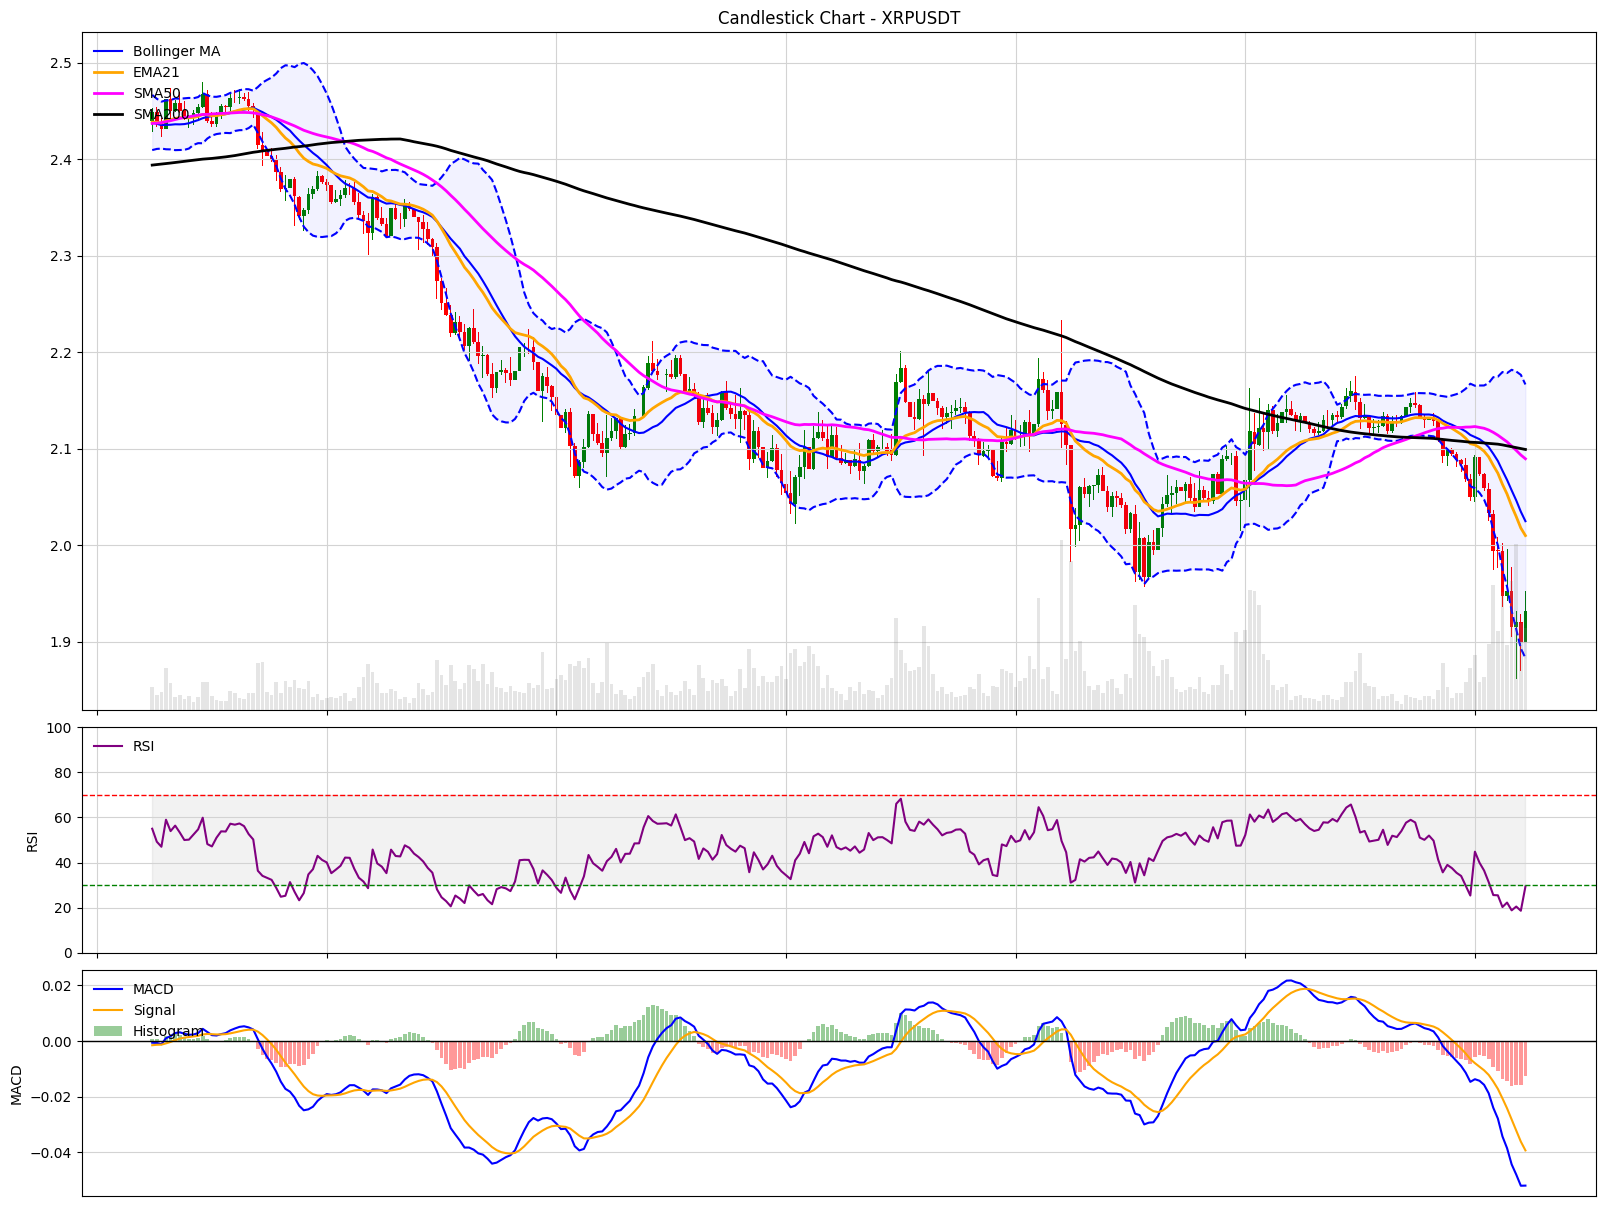 Candlestick Chart - XRPUSDT
Bollinger MA
EMA21
SMA50
SMA200
2.5
2.4
2.3
2.2
2.1
2.0
1.9
RSI
100
80
60
40
20
0
RSI
MACD
Signal
Histogram
0.02
0.00
−0.02
−0.04
MACD